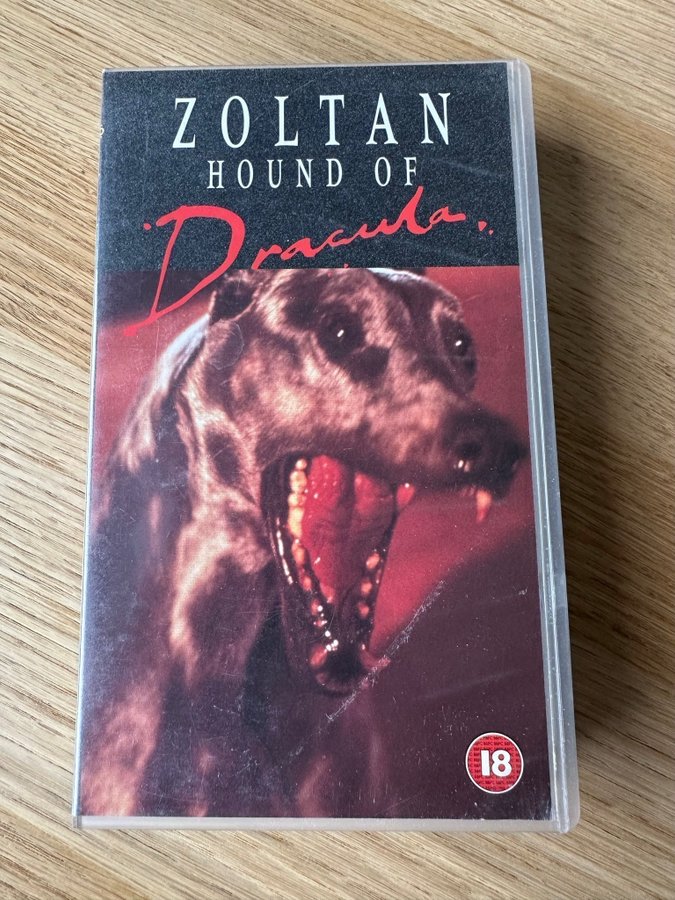 ZOLTAN
HOUND OF
Dracula
18